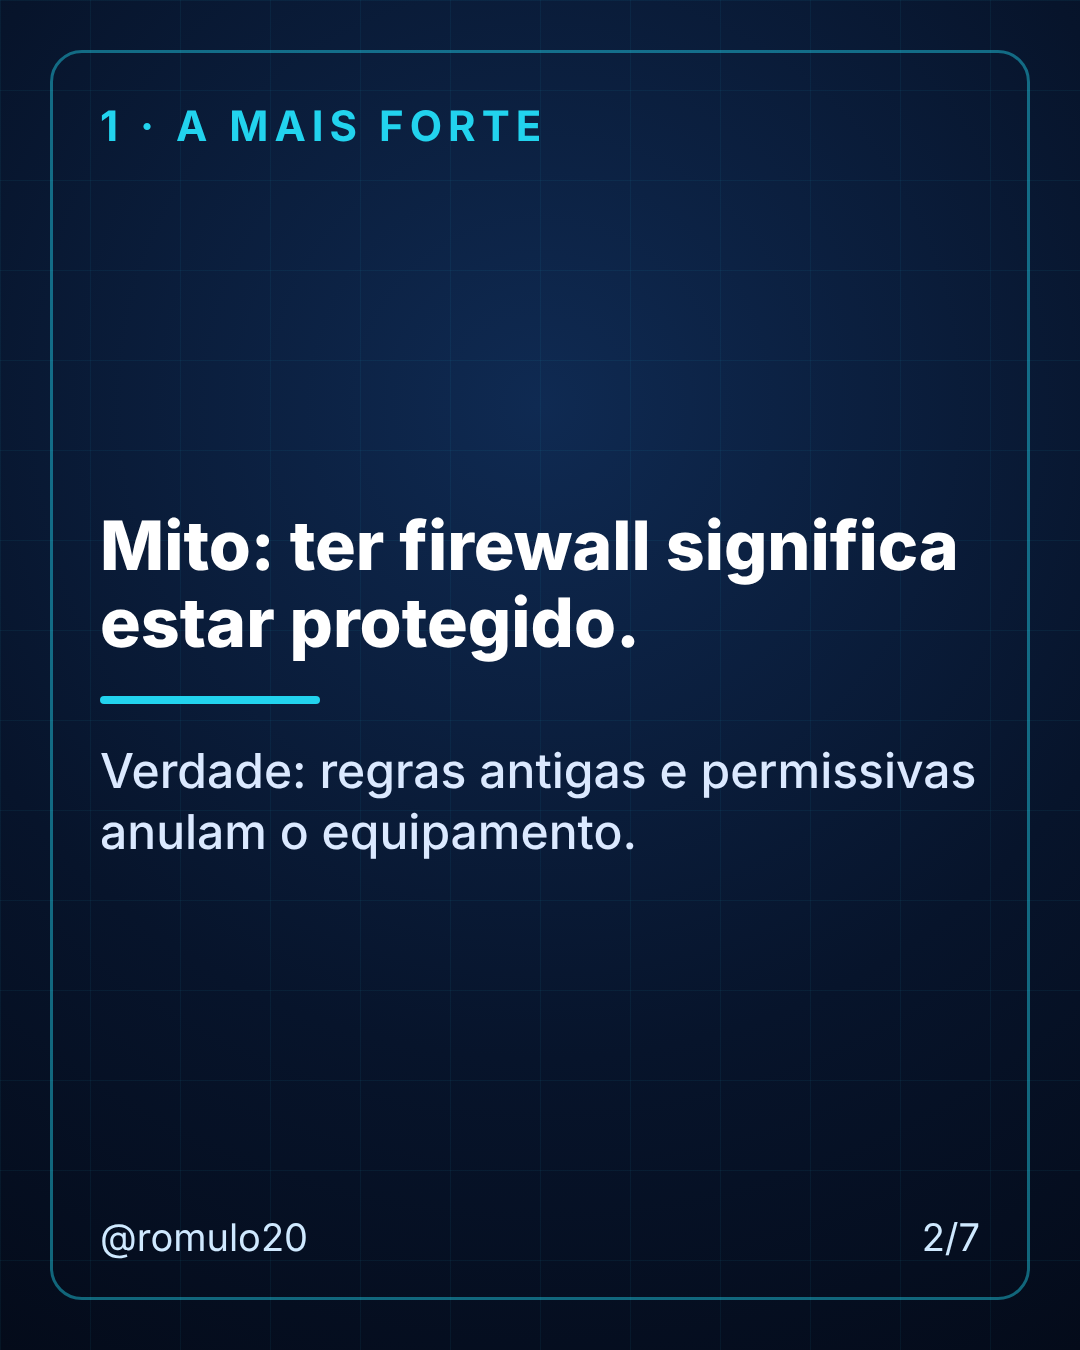 1 · A MAIS FORTE
Mito: ter firewall significa
estar protegido.
Verdade: regras antigas e permissivas
anulam o equipamento.
@romulo20
2/7